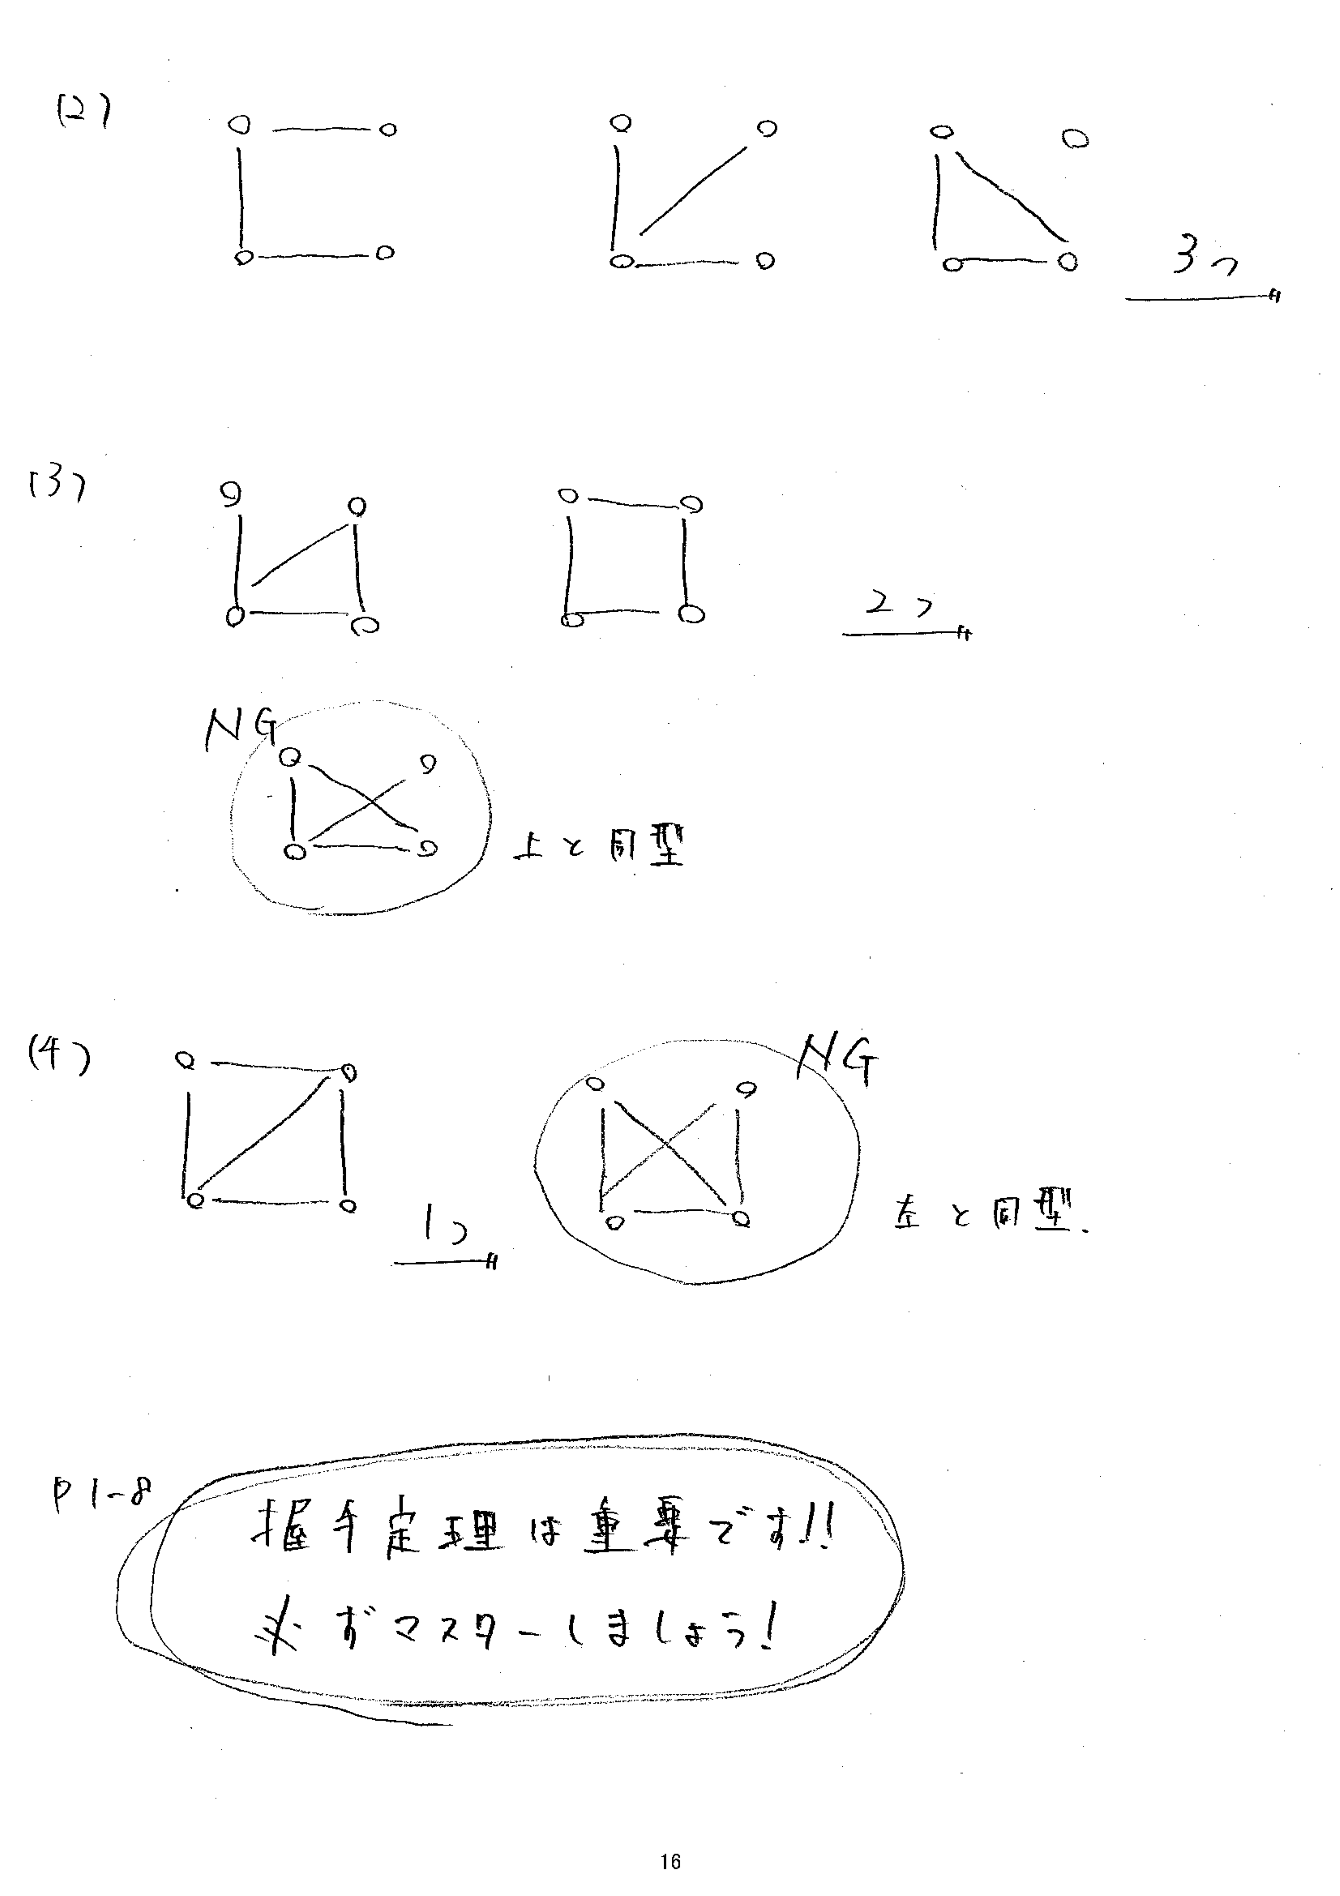 (2)
3つ
(3)
2つ
NG
上と同型
(4)
NG
1つ
左と同型.
P1-8
握手定理は重要です!!
必ずマスターしましょう!
16